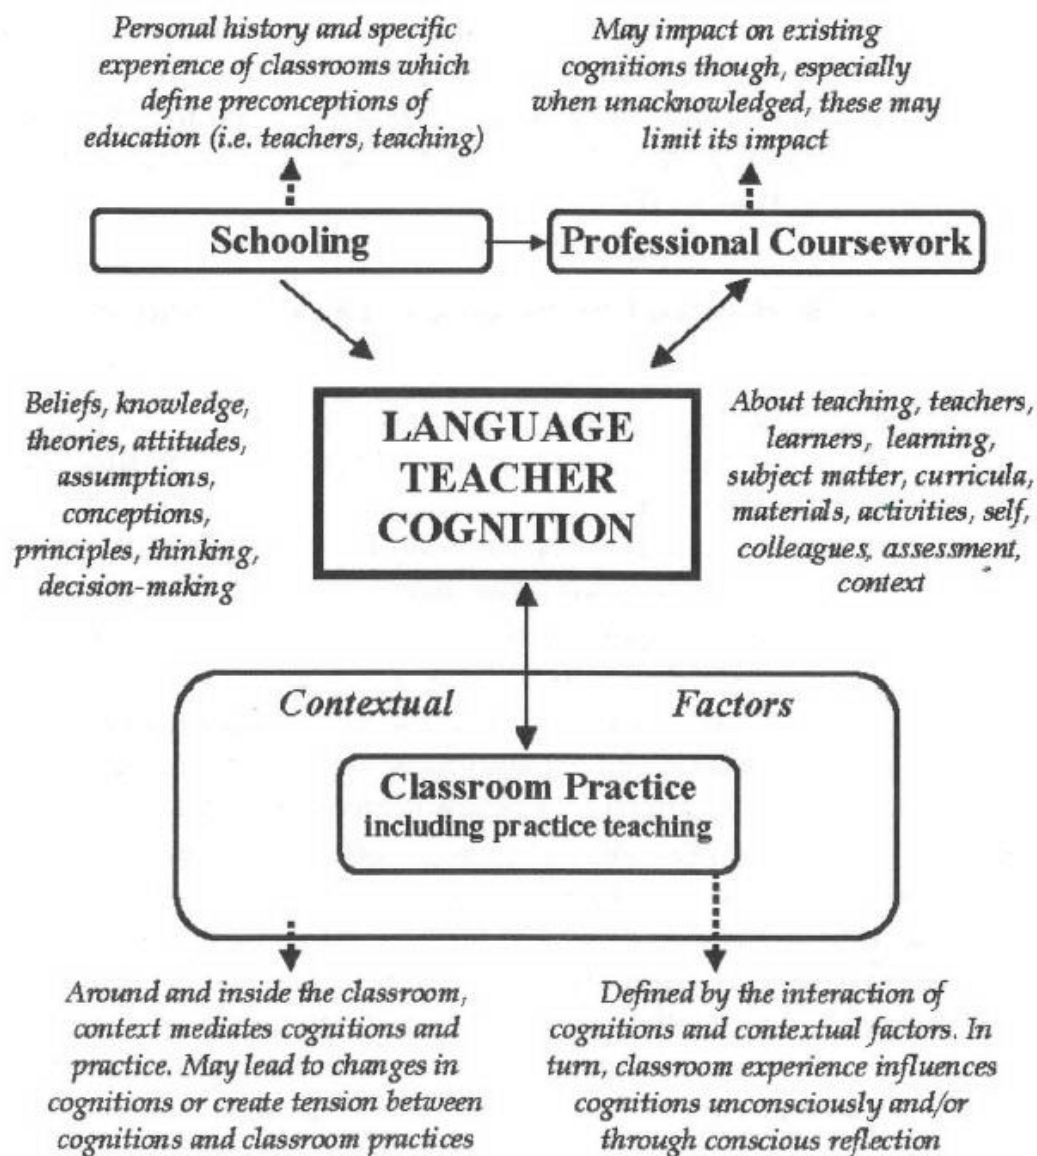 Personal history and specific
experience of classrooms which
define preconceptions of
education (i.e. teachers, teaching)
May impact on existing
cognitions though, especially
when unacknowledged, these may
limit its impact
Schooling
Professional Coursework
Beliefs, knowledge,
theories, attitudes,
assumptions,
conceptions,
principles, thinking,
decision-making
LANGUAGE
TEACHER
COGNITION
About teaching, teachers,
learners, learning,
subject matter, curricula,
materials, activities, self,
colleagues, assessment,
context
Contextual Factors
Classroom Practice
including practice teaching
Around and inside the classroom,
context mediates cognitions and
practice. May lead to changes in
cognitions or create tension between
cognitions and classroom practices
Defined by the interaction of
cognitions and contextual factors. In
turn, classroom experience influences
cognitions unconsciously and/or
through conscious reflection